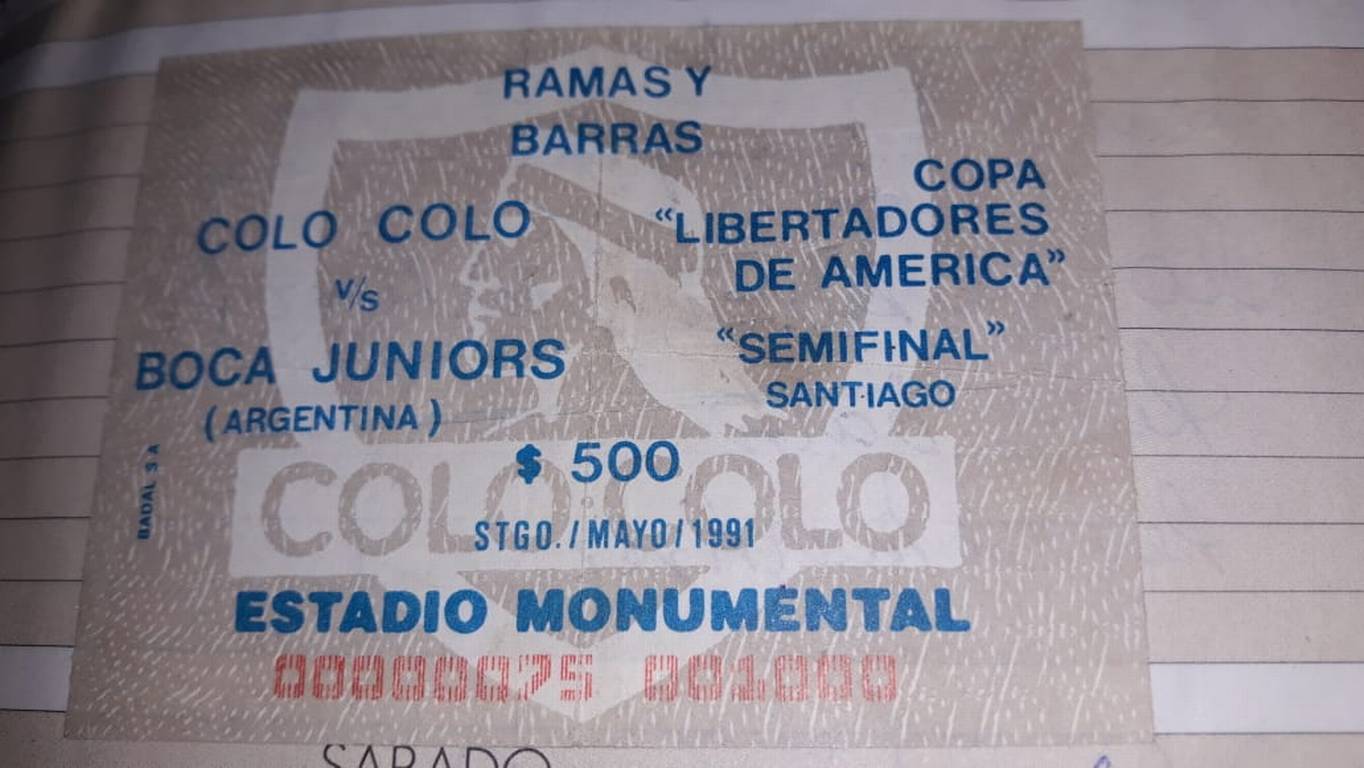 RAMAS Y
BARRAS
COLO COLO
v/s
BOCA JUNIORS
(ARGENTINA)
COPA
“LIBERTADORES
DE AMERICA”
“SEMIFINAL”
SANTIAGO
$ 500
COLO COLO
STGO./MAYO/1991
ESTADIO MONUMENTAL
00000075 001000
BADAL S A
SABADO